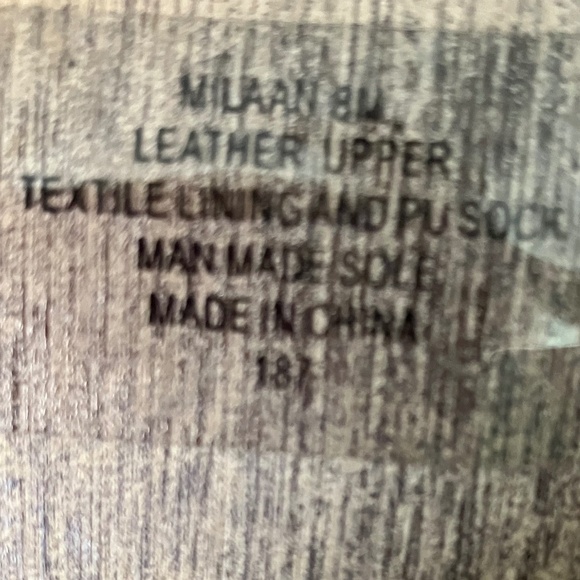 MILAAN 8M
LEATHER UPPER
TEXTILE LINING AND PU SOCK
MAN MADE SOLE
MADE IN CHINA
187